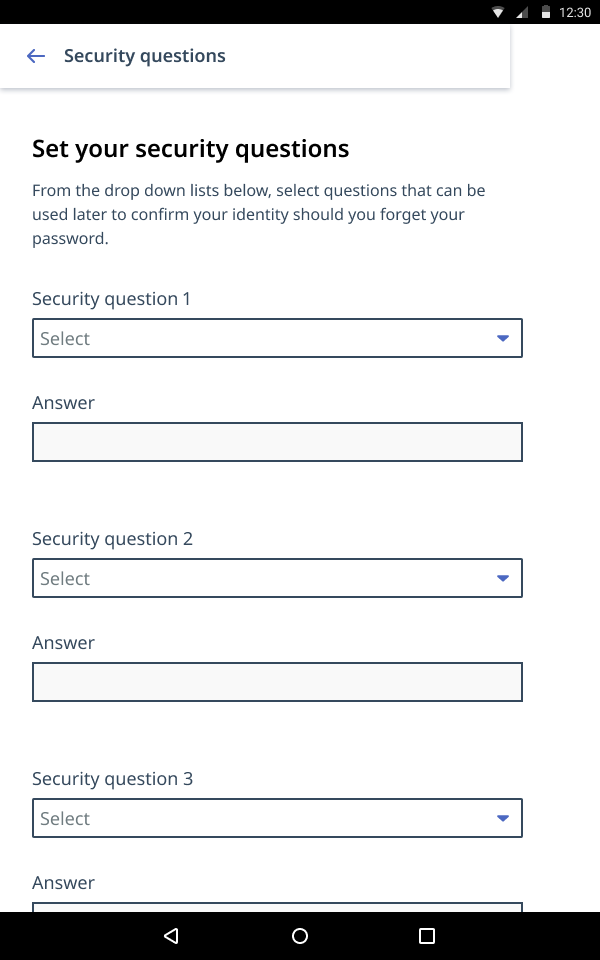 12:30
Security questions
Set your security questions
From the drop down lists below, select questions that can be
used later to confirm your identity should you forget your
password.
Security question 1
Select
Answer
Security question 2
Select
Answer
Security question 3
Select
Answer